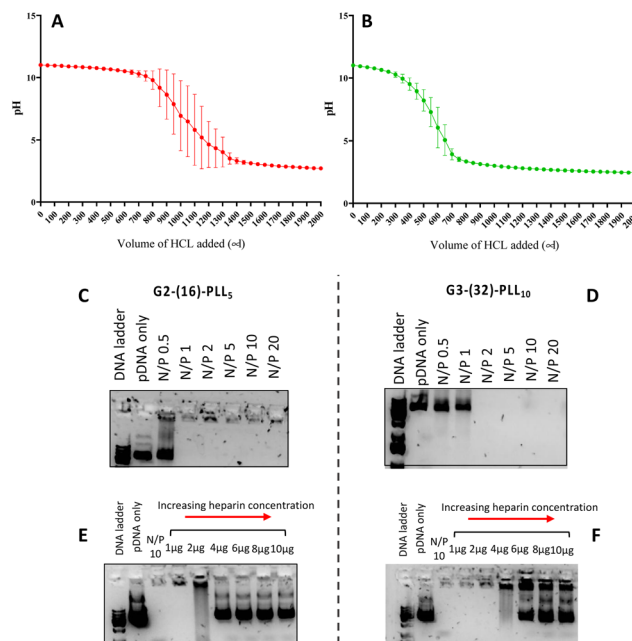 A
15
10
5
0
pH
0
100
200
300
400
500
600
700
800
900
1000
1100
1200
1300
1400
1500
1600
1700
1800
1900
2000
Volume of HCL added (∝l)
B
15
10
5
0
pH
0
100
200
300
400
500
600
700
800
900
1000
1100
1200
1300
1400
1500
1600
1700
1800
1900
2000
Volume of HCL added (∝l)
C
G2-(16)-PLL₅
DNA ladder
pDNA only
N/P 0.5
N/P 1
N/P 2
N/P 5
N/P 10
N/P 20
G3-(32)-PLL₁₀
D
DNA ladder
pDNA only
N/P 0.5
N/P 1
N/P 2
N/P 5
N/P 10
N/P 20
E
Increasing heparin concentration
DNA ladder
pDNA only
N/P
10
1µg 2µg 4µg 6µg 8µg 10µg
F
Increasing heparin concentration
DNA ladder
pDNA only
N/P
10
1µg 2µg 4µg 6µg 8µg 10µg